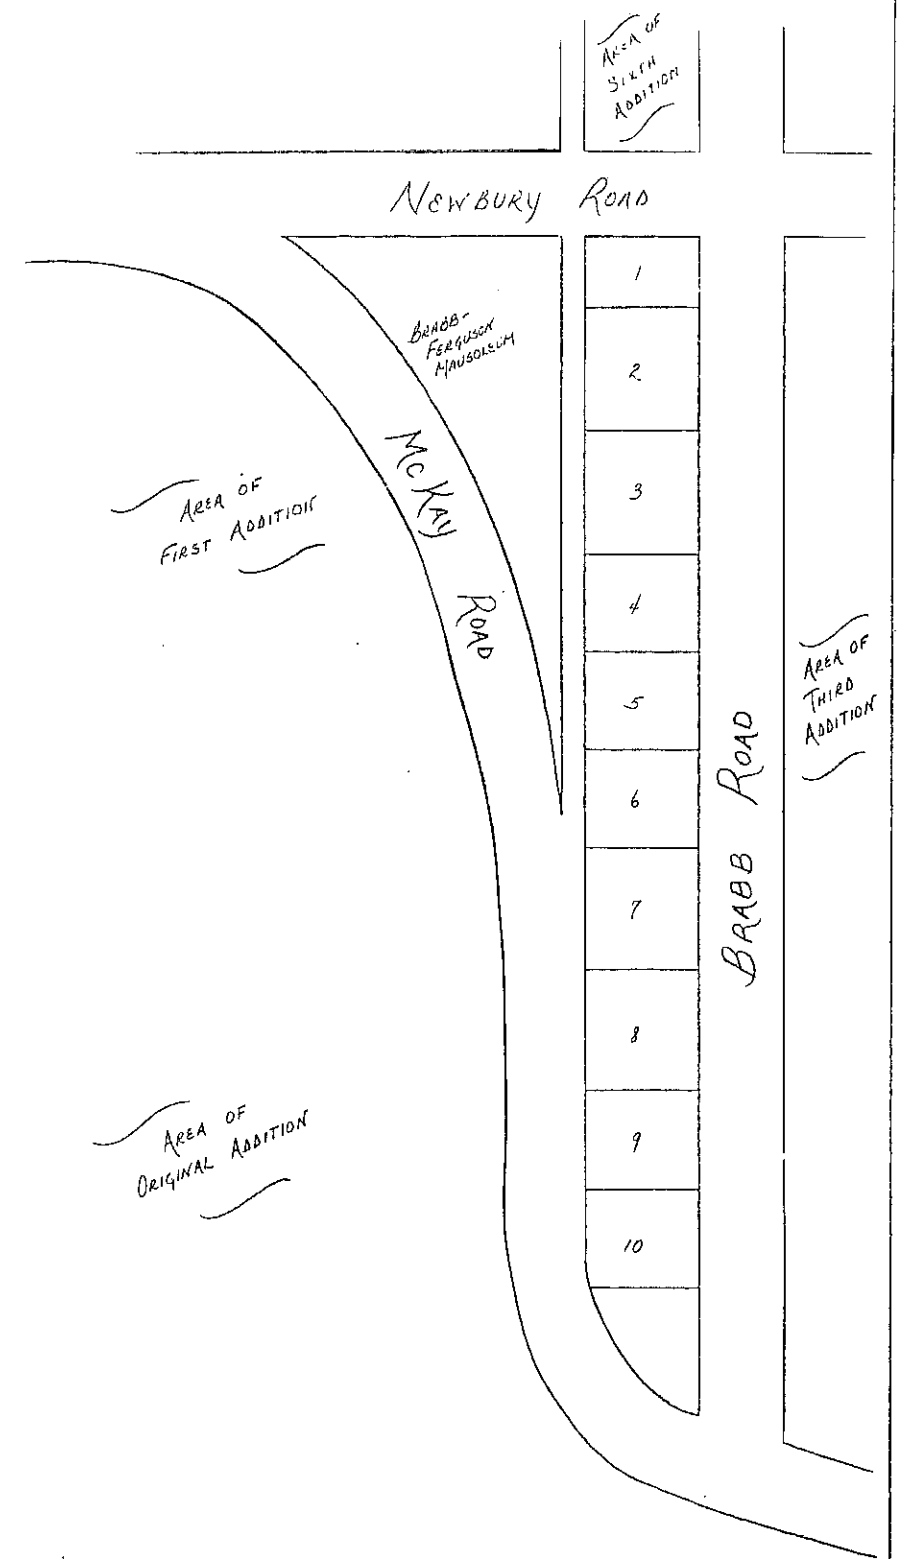 AREA OF
SIXTH
ADDITION
NEWBURY ROAD
1
BRABB-
FERGUSON
MAUSOLEUM
2
MCKAY
ROAD
AREA OF
FIRST ADDITION
3
4
AREA OF
THIRD
ADDITION
5
BRABB ROAD
6
7
8
AREA OF
ORIGINAL ADDITION
9
10